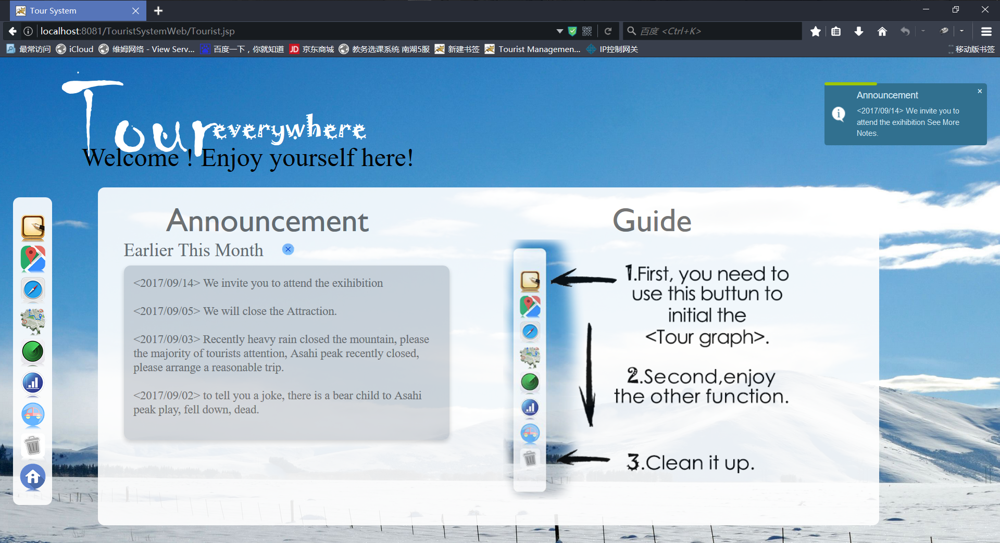 Tour System
localhost:8081/TouristSystemWeb/Tourist.jsp
百度 <Ctrl+K>
最常访问
iCloud
维姆网络 - View Serv...
百度一下，你就知道
JD 京东商城
教务选课系统 南湖5服
新建书签
Tourist Managemen...
IP控制网关
移动版书签
Tour everywhere
Welcome ! Enjoy yourself here!
Announcement
<2017/09/14> We invite you to
attend the exihibition See More
Notes.
Announcement
Earlier This Month
<2017/09/14> We invite you to attend the exihibition
<2017/09/05> We will close the Attraction.
<2017/09/03> Recently heavy rain closed the mountain, please
the majority of tourists attention, Asahi peak recently closed,
please arrange a reasonable trip.
<2017/09/02> to tell you a joke, there is a bear child to Asahi
peak play, fell down, dead.
Guide
1.First, you need to
use this buttun to
initial the
<Tour graph>.
2.Second,enjoy
the other function.
3.Clean it up.